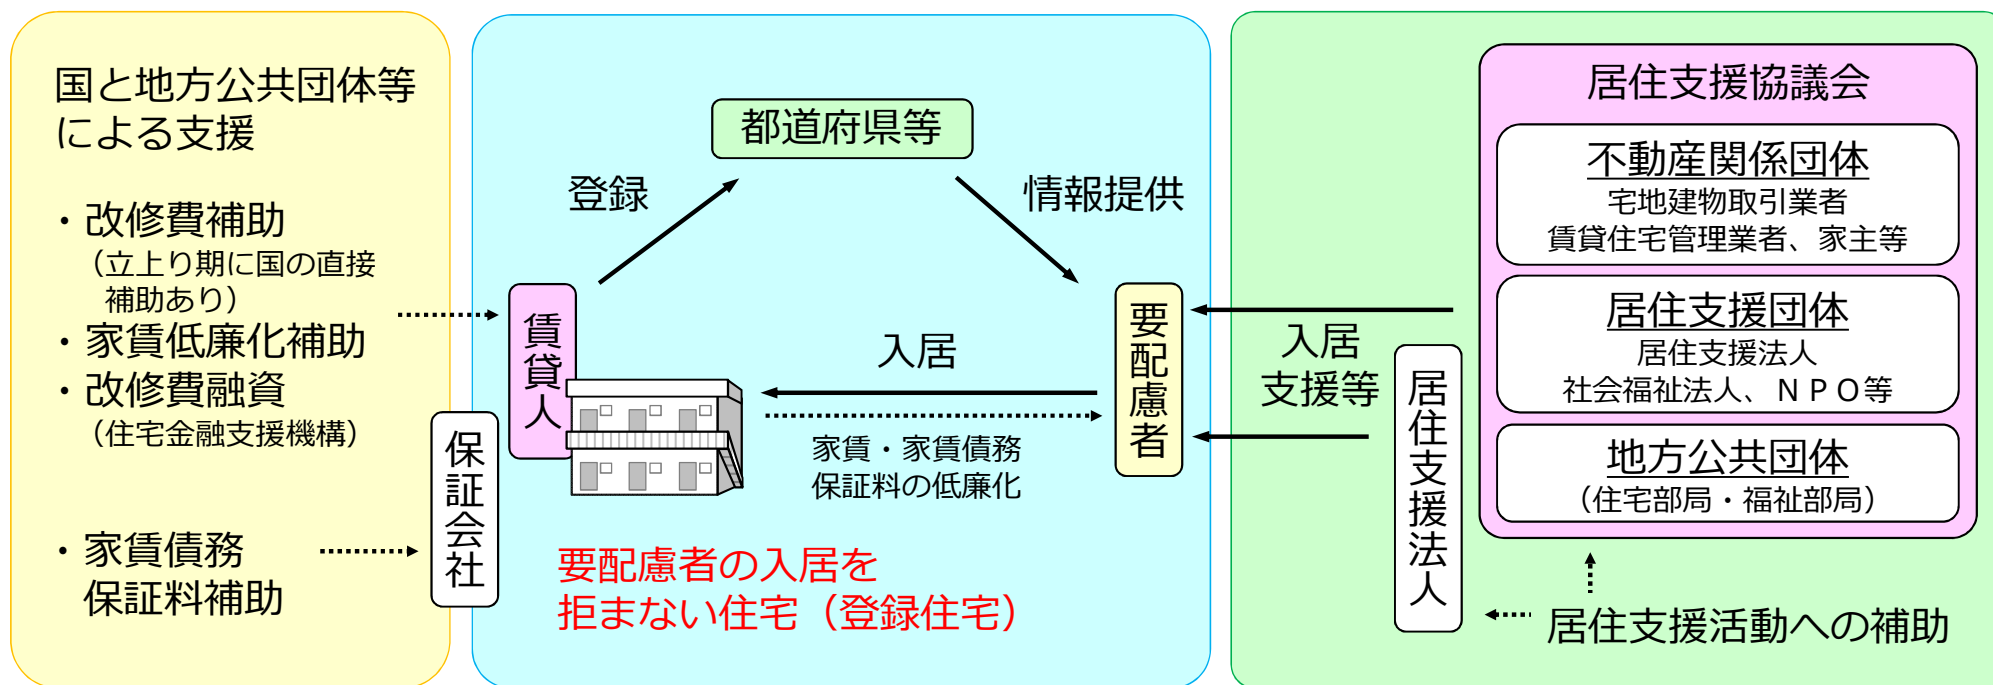 国と地方公共団体等
による支援
・改修費補助
（立上り期に国の直接
補助あり）
・家賃低廉化補助
・改修費融資
（住宅金融支援機構）
・家賃債務
保証料補助
保証会社
都道府県等
登録
情報提供
賃貸人
入居
家賃・家賃債務
保証料の低廉化
要配慮者
要配慮者の入居を
拒まない住宅（登録住宅）
入居
支援等
居住支援法人
居住支援協議会
不動産関係団体
宅地建物取引業者
賃貸住宅管理業者、家主等
居住支援団体
居住支援法人
社会福祉法人、ＮＰＯ等
地方公共団体
（住宅部局・福祉部局）
居住支援活動への補助